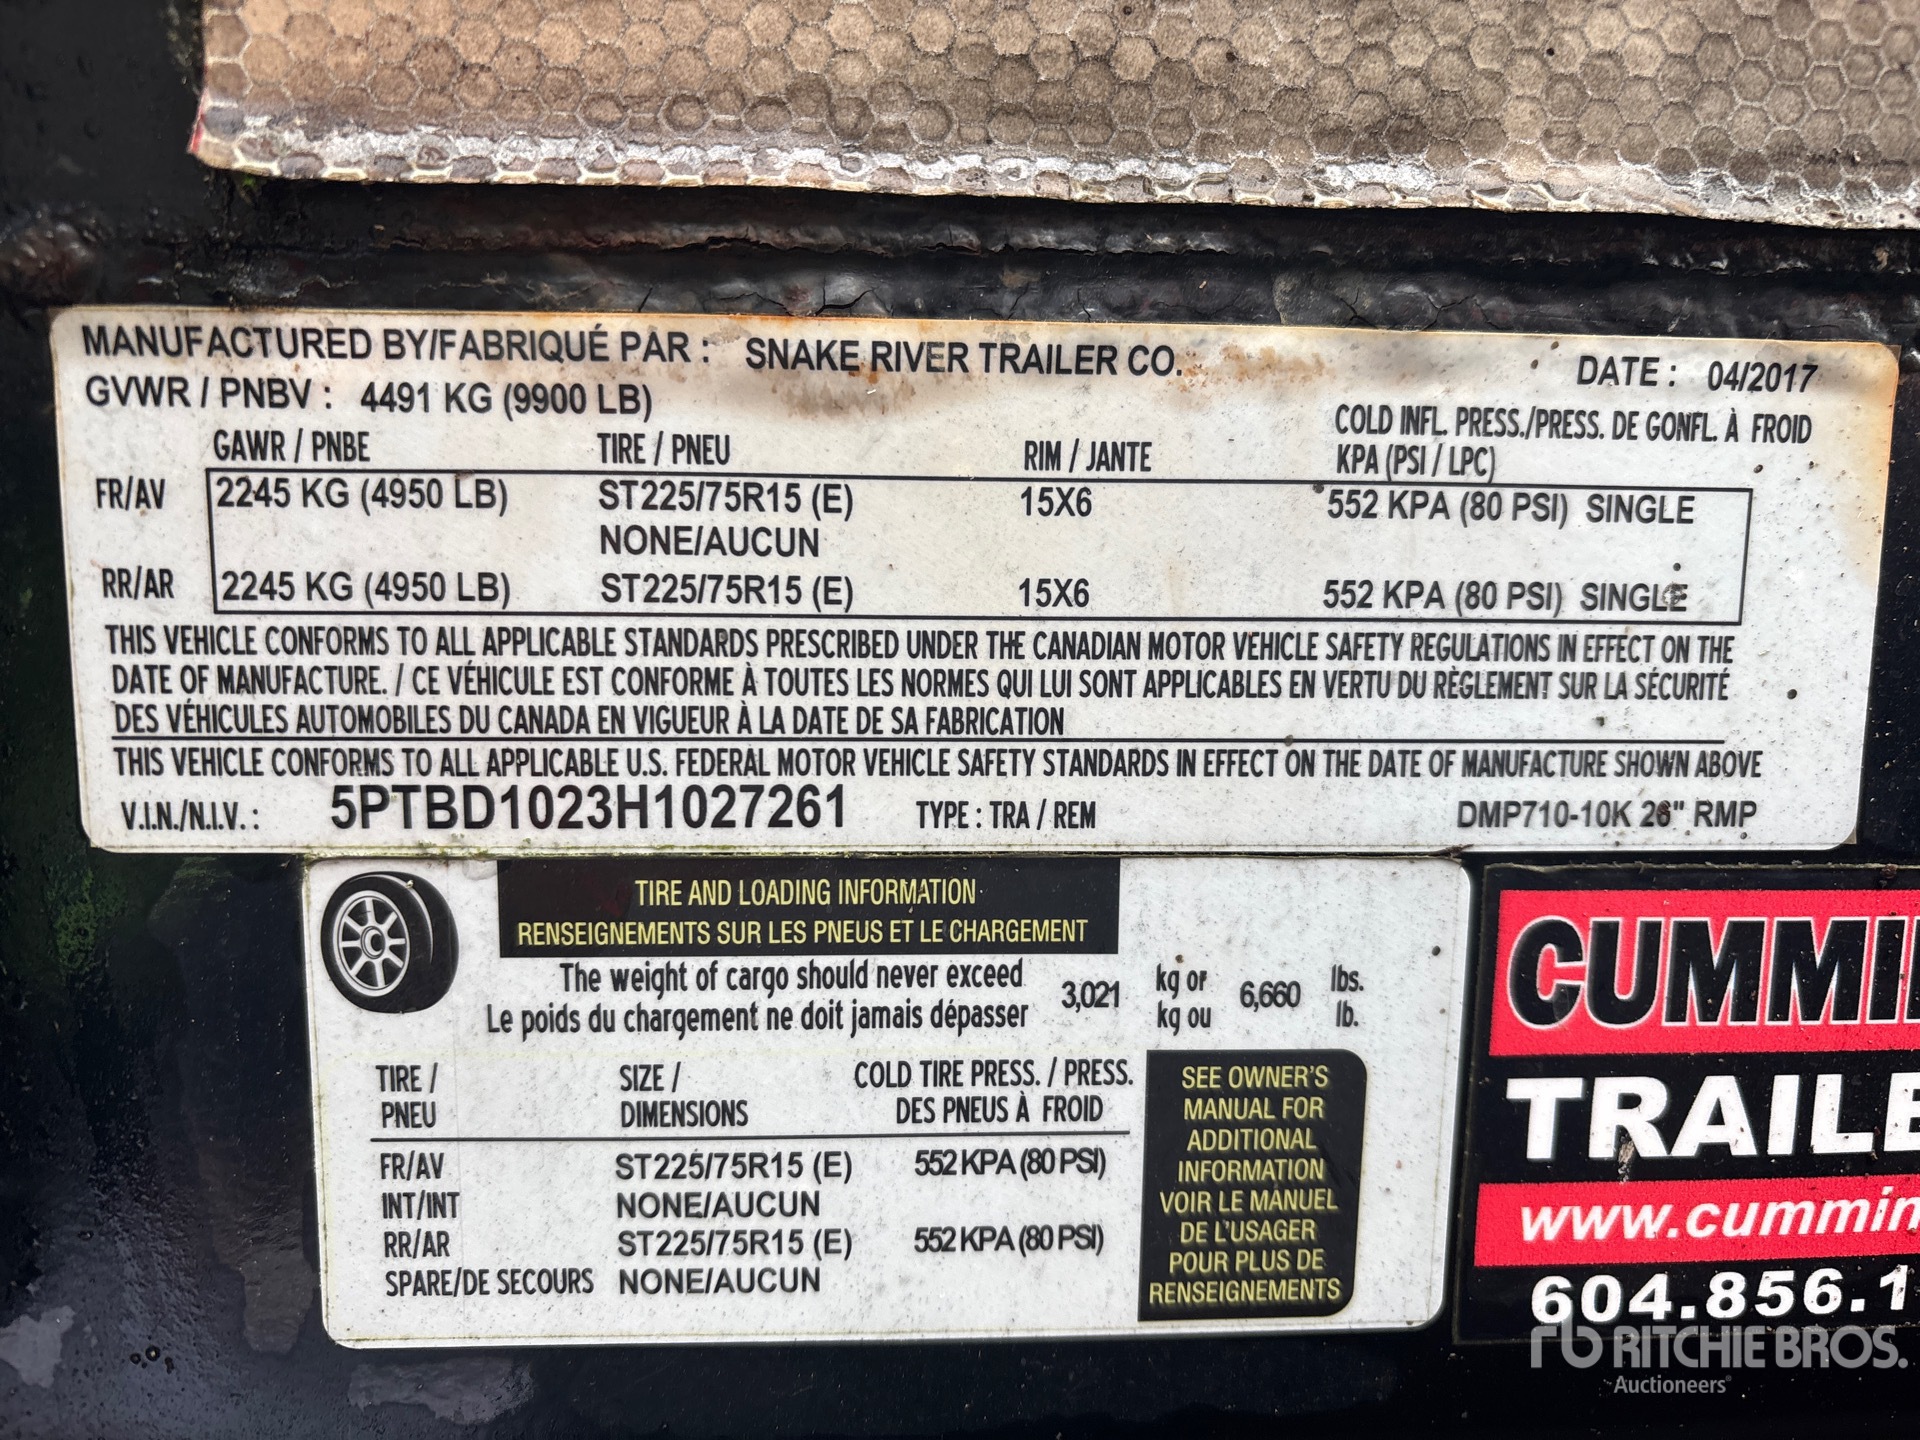 MANUFACTURED BY/FABRIQUÉ PAR : SNAKE RIVER TRAILER CO. DATE : 04/2017
GVWR / PNBV : 4491 KG (9900 LB)
COLD INFL. PRESS./PRESS. DE GONFL. À FROID
GAWR / PNBE TIRE / PNEU RIM / JANTE KPA (PSI / LPC)
FR/AV 2245 KG (4950 LB) ST225/75R15 (E) 15X6 552 KPA (80 PSI) SINGLE
NONE/AUCUN
RR/AR 2245 KG (4950 LB) ST225/75R15 (E) 15X6 552 KPA (80 PSI) SINGLE
THIS VEHICLE CONFORMS TO ALL APPLICABLE STANDARDS PRESCRIBED UNDER THE CANADIAN MOTOR VEHICLE SAFETY REGULATIONS IN EFFECT ON THE
DATE OF MANUFACTURE. / CE VÉHICULE EST CONFORME À TOUTES LES NORMES QUI LUI SONT APPLICABLES EN VERTU DU RÈGLEMENT SUR LA SÉCURITÉ
DES VÉHICULES AUTOMOBILES DU CANADA EN VIGUEUR À LA DATE DE SA FABRICATION
THIS VEHICLE CONFORMS TO ALL APPLICABLE U.S. FEDERAL MOTOR VEHICLE SAFETY STANDARDS IN EFFECT ON THE DATE OF MANUFACTURE SHOWN ABOVE
V.I.N./N.I.V. : 5PTBD1023H1027261 TYPE : TRA / REM DMP710-10K 26" RMP
TIRE AND LOADING INFORMATION
RENSEIGNEMENTS SUR LES PNEUS ET LE CHARGEMENT
The weight of cargo should never exceed 3,021 kg or 6,660 lbs.
Le poids du chargement ne doit jamais dépasser kg ou lb.
TIRE / SIZE / COLD TIRE PRESS. / PRESS.
PNEU DIMENSIONS DES PNEUS À FROID
FR/AV ST225/75R15 (E) 552 KPA (80 PSI)
INT/INT NONE/AUCUN
RR/AR ST225/75R15 (E) 552 KPA (80 PSI)
SPARE/DE SECOURS NONE/AUCUN
SEE OWNER'S
MANUAL FOR
ADDITIONAL
INFORMATION
VOIR LE MANUEL
DE L'USAGER
POUR PLUS DE
RENSEIGNEMENTS
CUMMIN
TRAILE
www.cummin
604.856.1
rb RITCHIE BROS.
Auctioneers